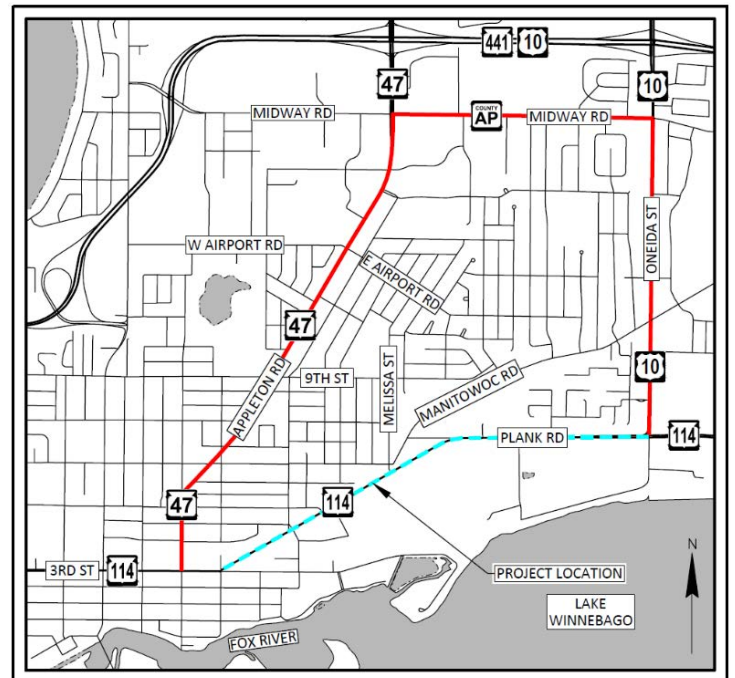 441 10
47
10
MIDWAY RD
COUNTY
AP
MIDWAY RD
W AIRPORT RD
E AIRPORT RD
ONEIDA ST
47
10
9TH ST
MELISSA ST
APPLETON RD
MANITOWOC RD
PLANK RD
114
47
114
3RD ST
114
PROJECT LOCATION
N
LAKE
WINNEBAGO
FOX RIVER